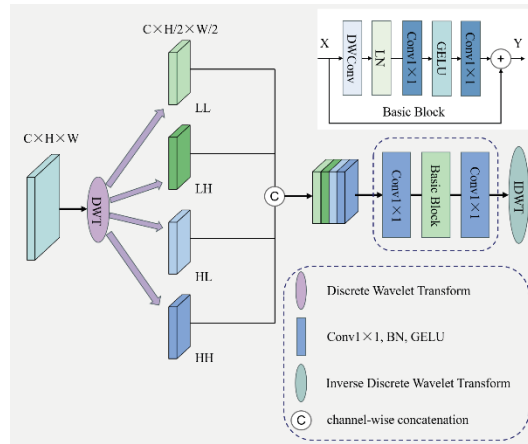 C×H/2×W/2
LL
C×H×W
DWT
LH
HL
HH
C
X
DWConv
LN
Conv1×1
GELU
Conv1×1
+
Y
Basic Block
Conv1×1
Basic Block
Conv1×1
IDWT
Discrete Wavelet Transform
Conv1×1, BN, GELU
Inverse Discrete Wavelet Transform
C
channel-wise concatenation